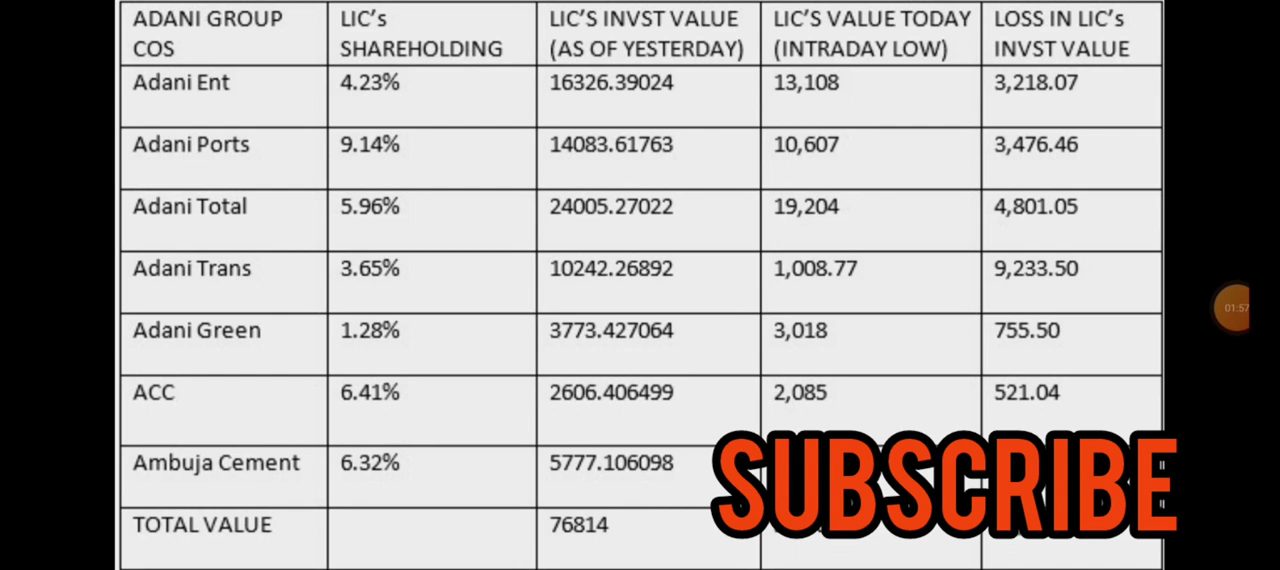 ADANI GROUP COS LIC's SHAREHOLDING LIC'S INVST VALUE (AS OF YESTERDAY) LIC'S VALUE TODAY (INTRADAY LOW) LOSS IN LIC's INVST VALUE
Adani Ent 4.23% 16326.39024 13,108 3,218.07
Adani Ports 9.14% 14083.61763 10,607 3,476.46
Adani Total 5.96% 24005.27022 19,204 4,801.05
Adani Trans 3.65% 10242.26892 1,008.77 9,233.50
Adani Green 1.28% 3773.427064 3,018 755.50
ACC 6.41% 2606.406499 2,085 521.04
Ambuja Cement 6.32% 5777.106098
TOTAL VALUE 76814
SUBSCRIBE
01:57